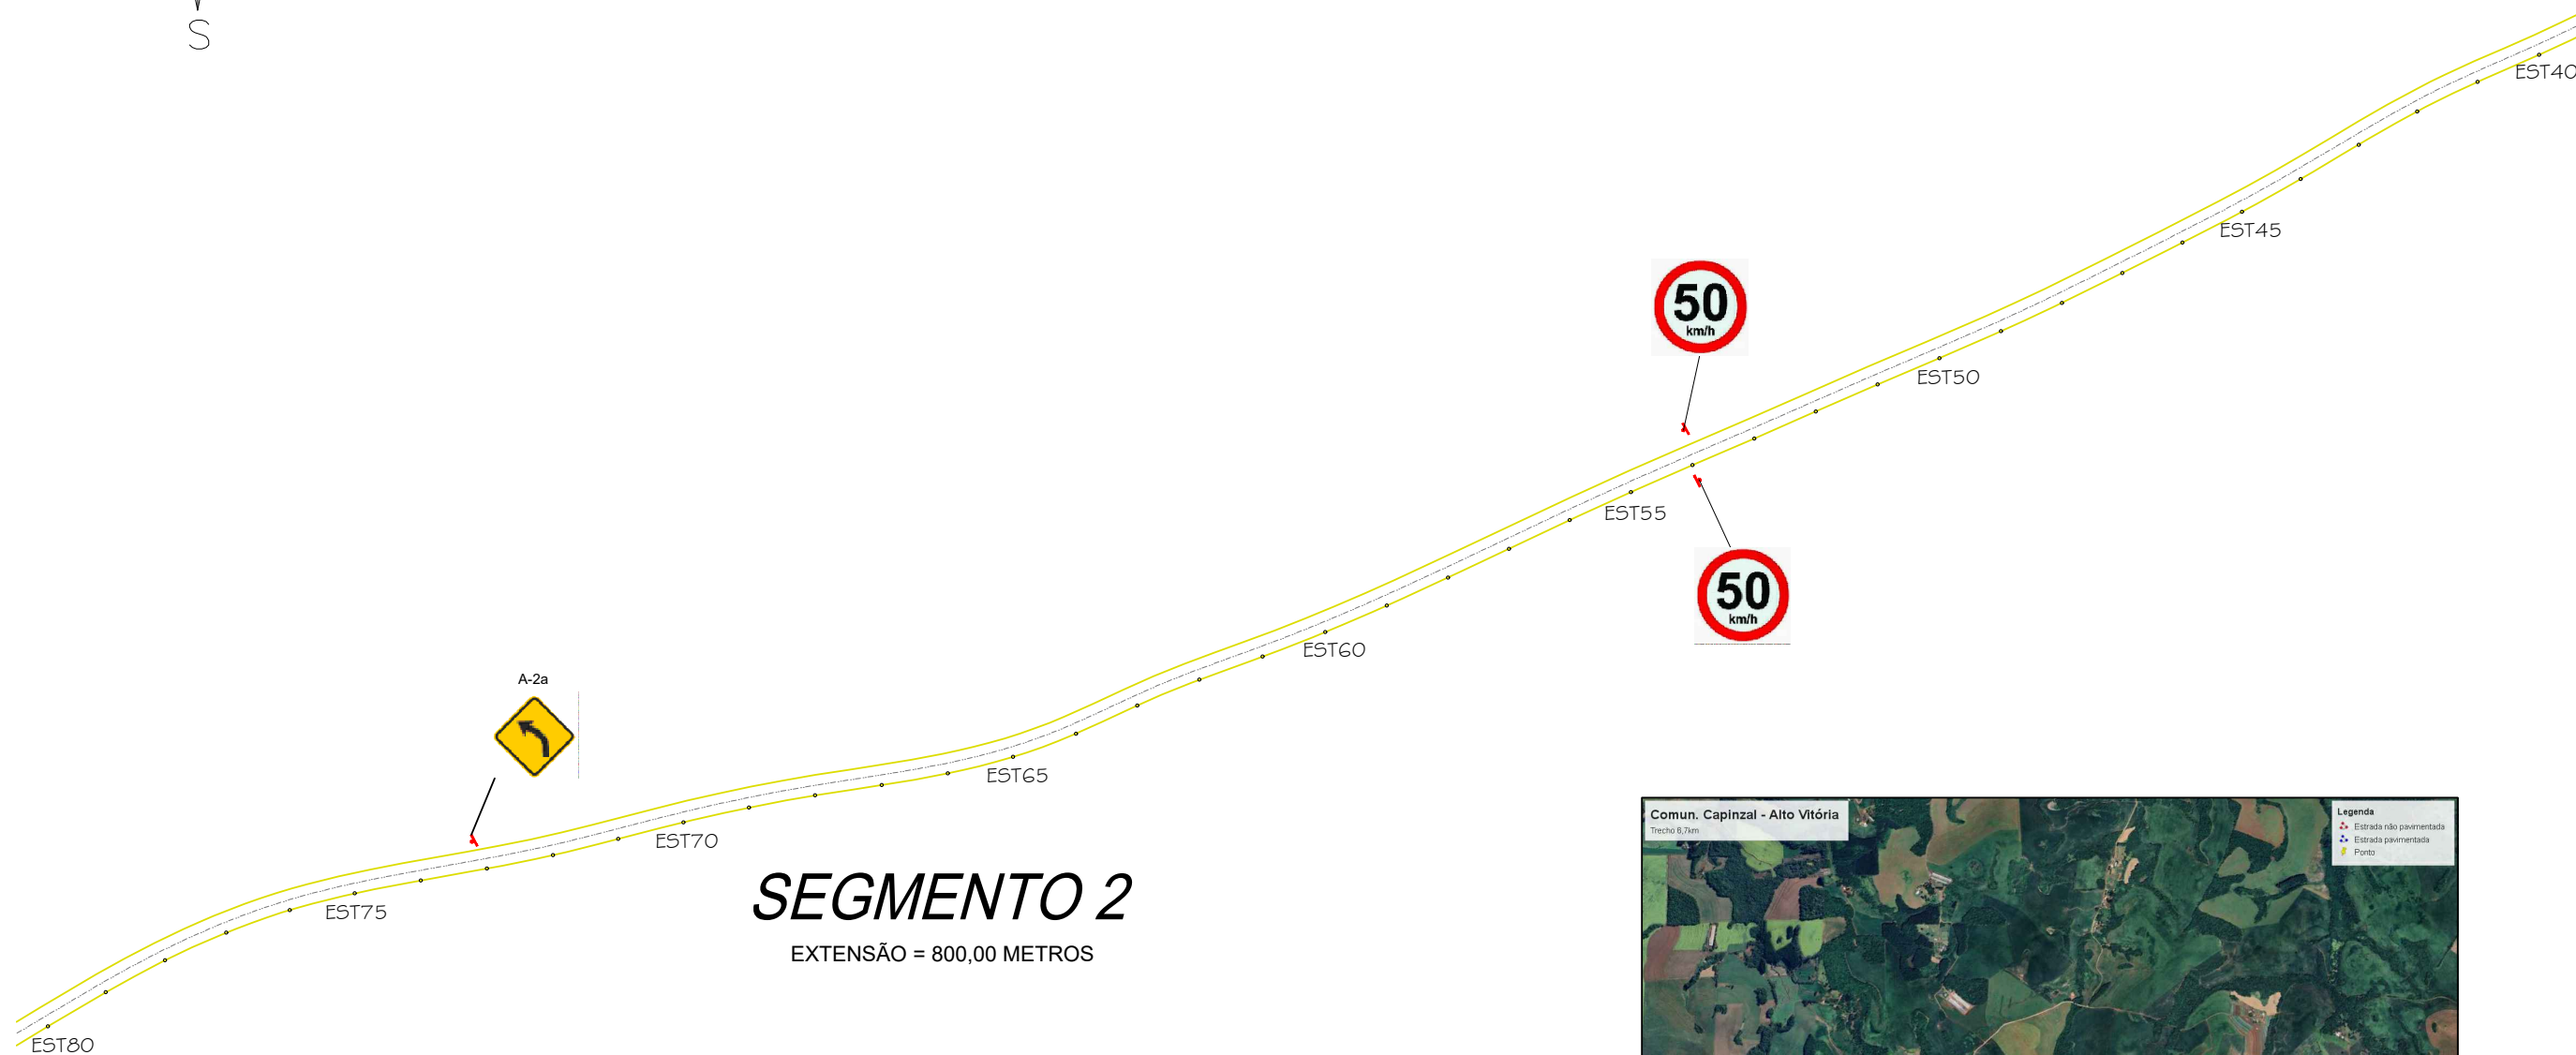 S
EST40
EST45
50
km/h
EST50
EST55
50
km/h
EST60
A-2a
EST65
EST70
EST75
SEGMENTO 2
EXTENSÃO = 800,00 METROS
EST80
Comun. Capinzal - Alto Vitória
Trecho 8,7km
Legenda
Estrada não pavimentada
Estrada pavimentada
Ponto